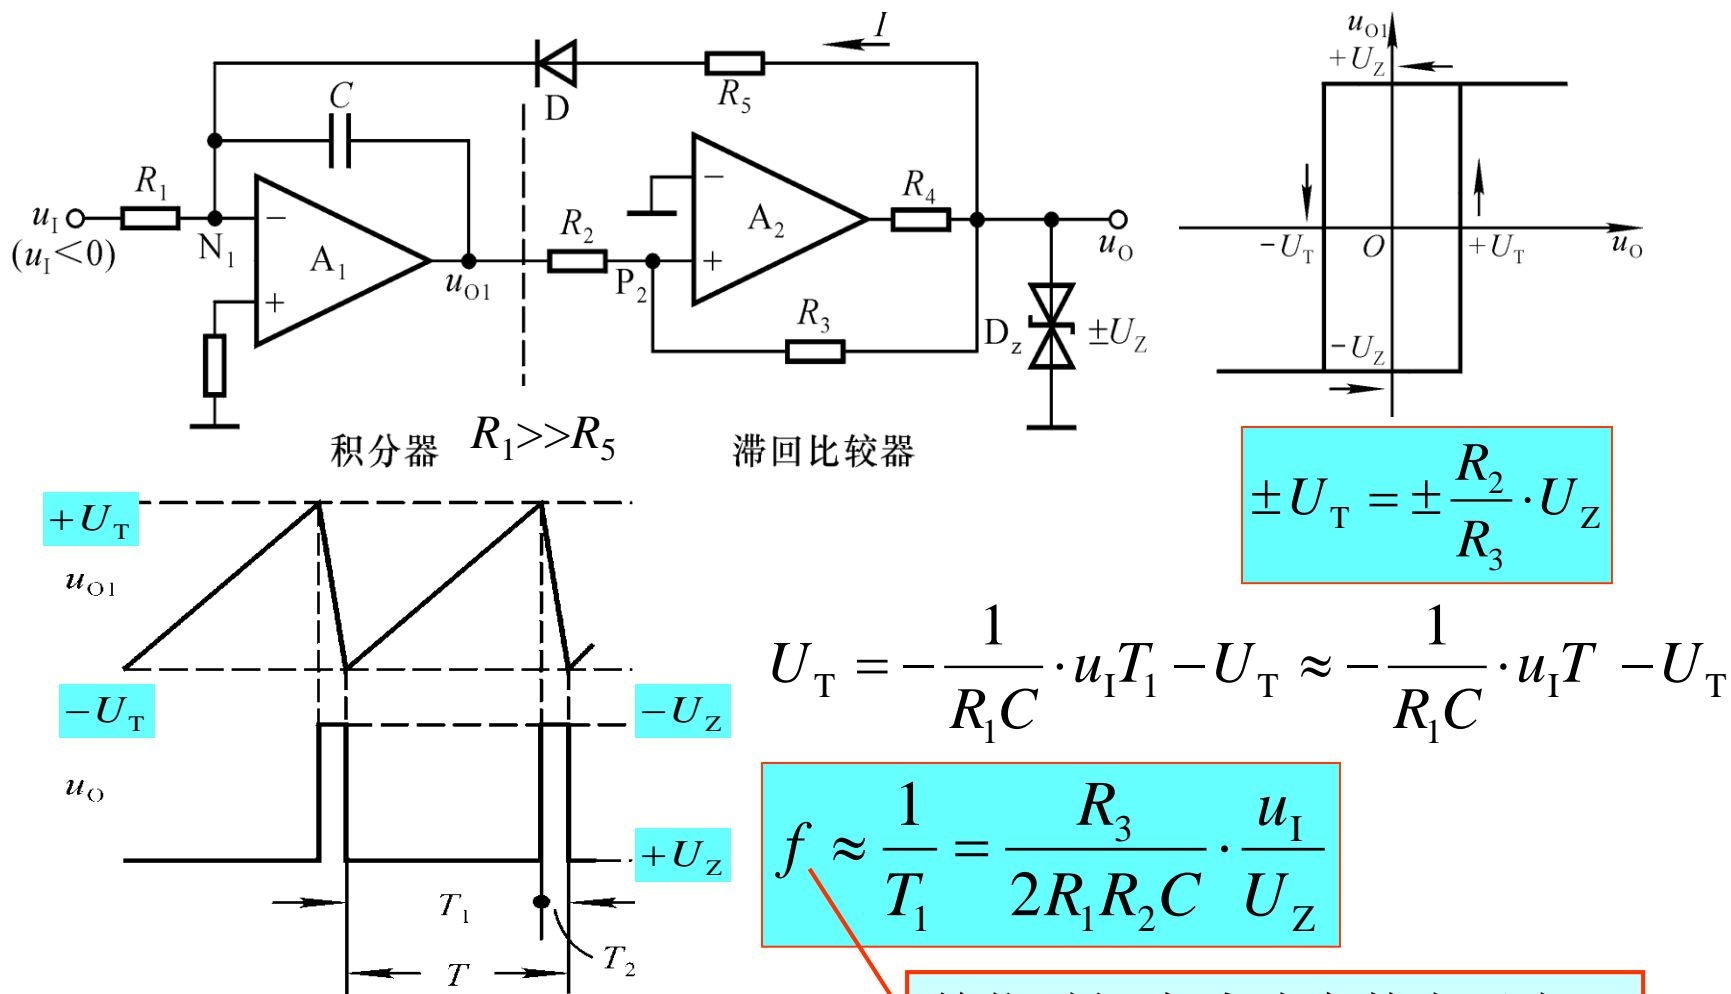 I
D
R5
C
R1
uI
(uI<0)
N1
−
A1
+
uO1
R2
P2
−
A2
+
R4
R3
uO
Dz
±UZ
积分器
R1>>R5
滞回比较器
uO1
+UZ
−UT
O
+UT
uO
−UZ
±UT = ± R2/R3 · UZ
+UT
uO1
−UT
−UZ
uO
+UZ
T1
T2
T
UT = − 1/R1C · uIT1 − UT ≈ − 1/R1C · uIT − UT
f ≈ 1/T1 = R3/2R1R2C · uI/UZ